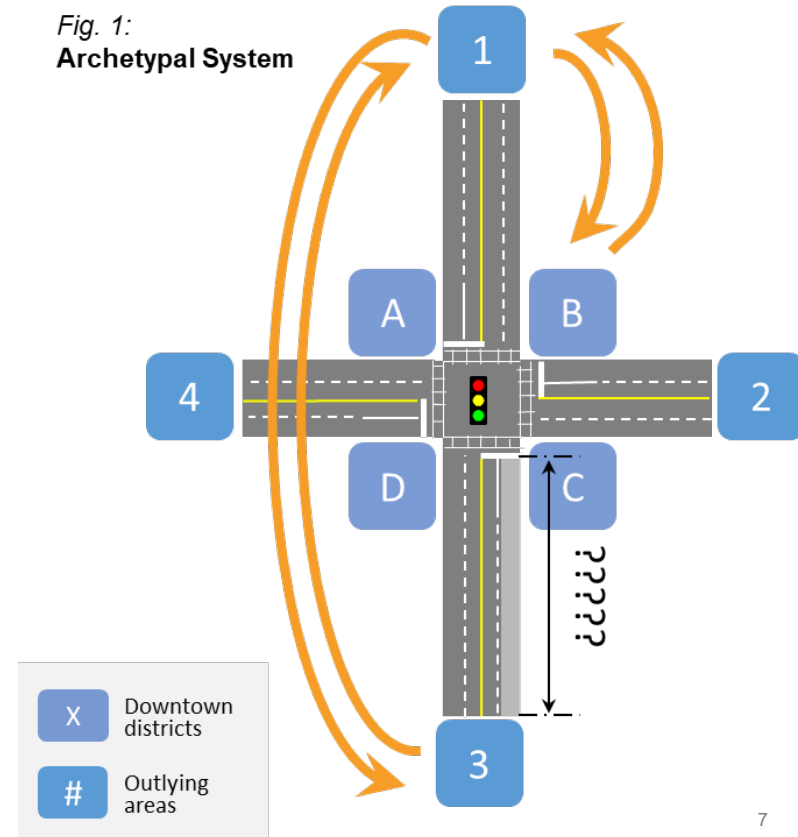 Fig. 1:
Archetypal System
1
A
B
4
2
D
C
?????
3
X
Downtown
districts
#
Outlying
areas
7